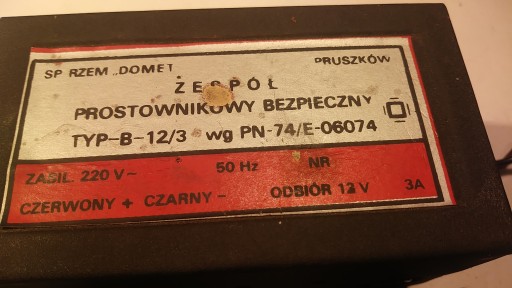 SP RZEM „DOMET PRUSZKÓW
ZESPÓŁ
PROSTOWNIKOWY BEZPIECZNY
TYP-B-12/3 wg PN-74/E-06074
ZASIL. 220 V~ 50 Hz NR
CZERWONY + CZARNY - ODBIÓR 12 V 3A